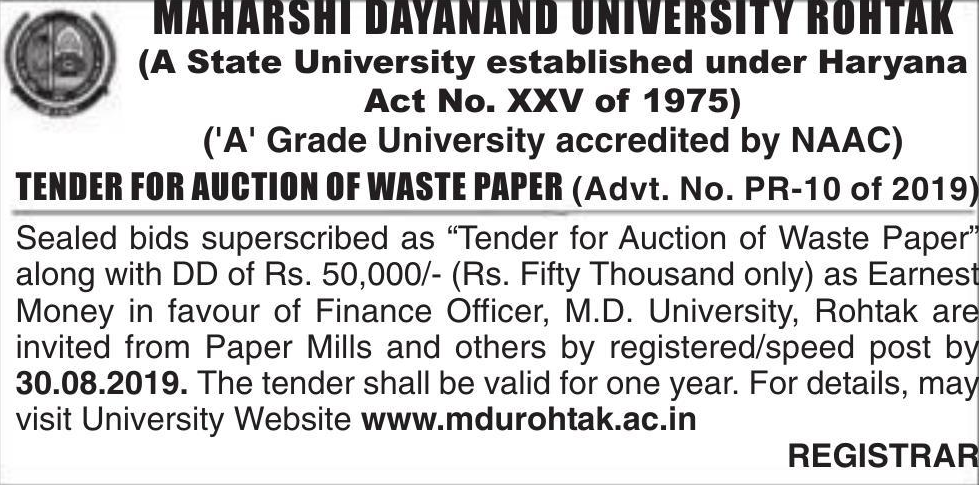 MAHARSHI DAYANAND UNIVERSITY ROHTAK
(A State University established under Haryana
Act No. XXV of 1975)
('A' Grade University accredited by NAAC)
TENDER FOR AUCTION OF WASTE PAPER (Advt. No. PR-10 of 2019)
Sealed bids superscribed as “Tender for Auction of Waste Paper”
along with DD of Rs. 50,000/- (Rs. Fifty Thousand only) as Earnest
Money in favour of Finance Officer, M.D. University, Rohtak are
invited from Paper Mills and others by registered/speed post by
30.08.2019. The tender shall be valid for one year. For details, may
visit University Website www.mdurohtak.ac.in
REGISTRAR